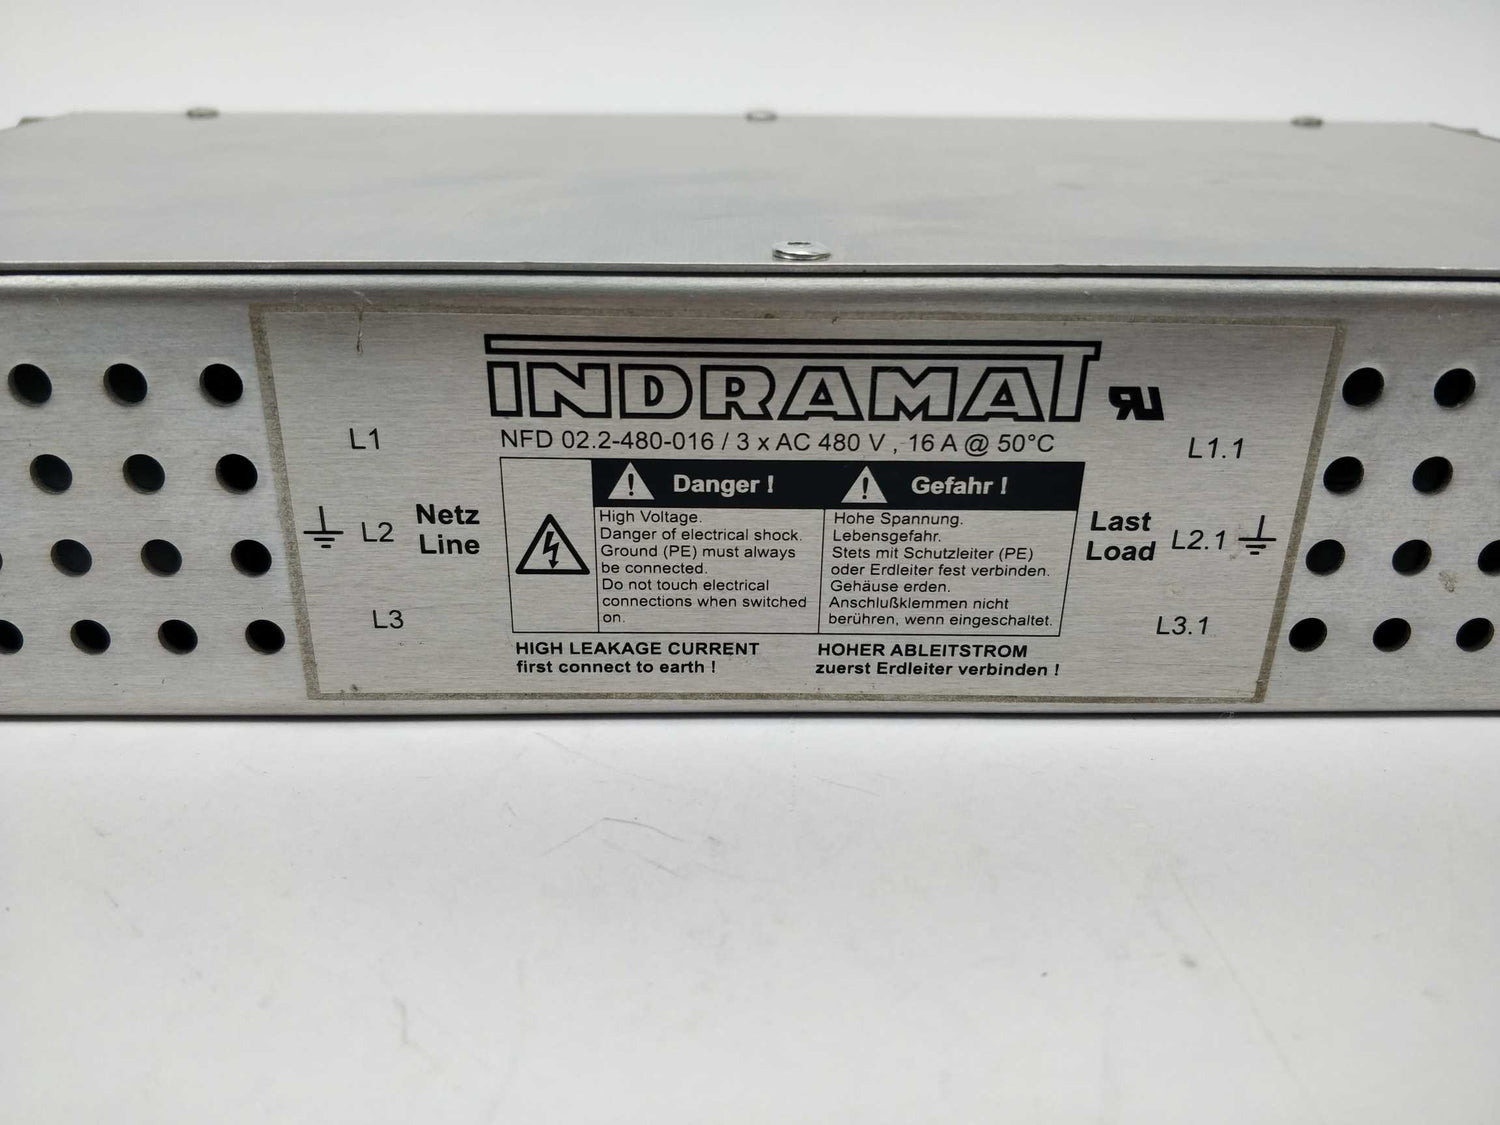 INDRAMAT
NFD 02.2-480-016 / 3 x AC 480 V , 16 A @ 50°C
L1
L2
L3
Netz
Line
Danger !
High Voltage.
Danger of electrical shock.
Ground (PE) must always
be connected.
Do not touch electrical
connections when switched
on.
Gefahr !
Hohe Spannung.
Lebensgefahr.
Stets mit Schutzleiter (PE)
oder Erdleiter fest verbinden.
Gehäuse erden.
Anschlußklemmen nicht
berühren, wenn eingeschaltet.
HIGH LEAKAGE CURRENT
first connect to earth !
HOHER ABLEITSTROM
zuerst Erdleiter verbinden !
Last
Load
L1.1
L2.1
L3.1